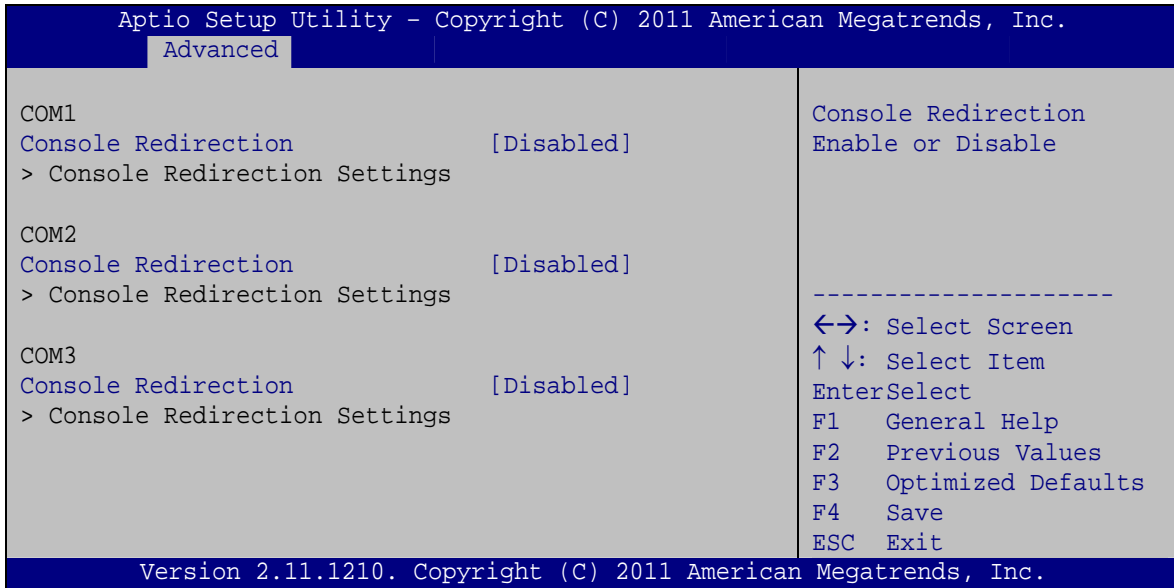 Aptio Setup Utility – Copyright (C) 2011 American Megatrends, Inc.
Advanced
COM1
Console Redirection [Disabled]
> Console Redirection Settings
COM2
Console Redirection [Disabled]
> Console Redirection Settings
COM3
Console Redirection [Disabled]
> Console Redirection Settings
Console Redirection
Enable or Disable
---------------------
←→: Select Screen
↑ ↓: Select Item
EnterSelect
F1 General Help
F2 Previous Values
F3 Optimized Defaults
F4 Save
ESC Exit
Version 2.11.1210. Copyright (C) 2011 American Megatrends, Inc.